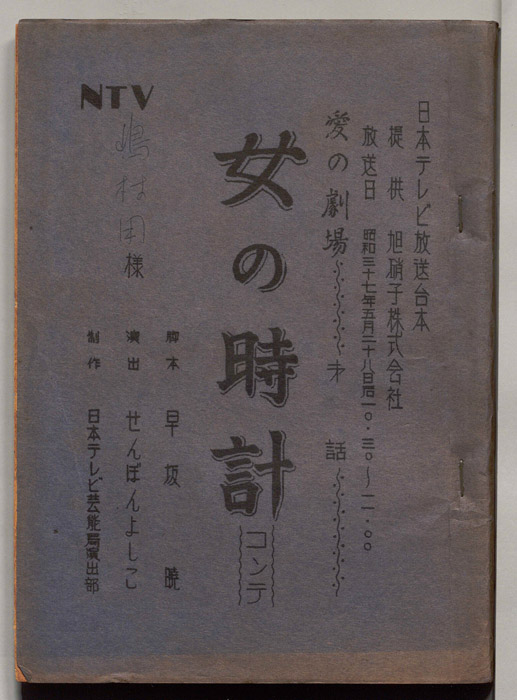 日本テレビ放送台本
提供 旭硝子株式会社
放送日 昭和三十七年五月二十八日后一〇・三〇~一一・〇〇
愛の劇場 才 話
女の時計
コンテ
脚本 早坂 暁
演出 せんぼんよしこ
制作 日本テレビ芸能局演出部
NTV
嶋村 様